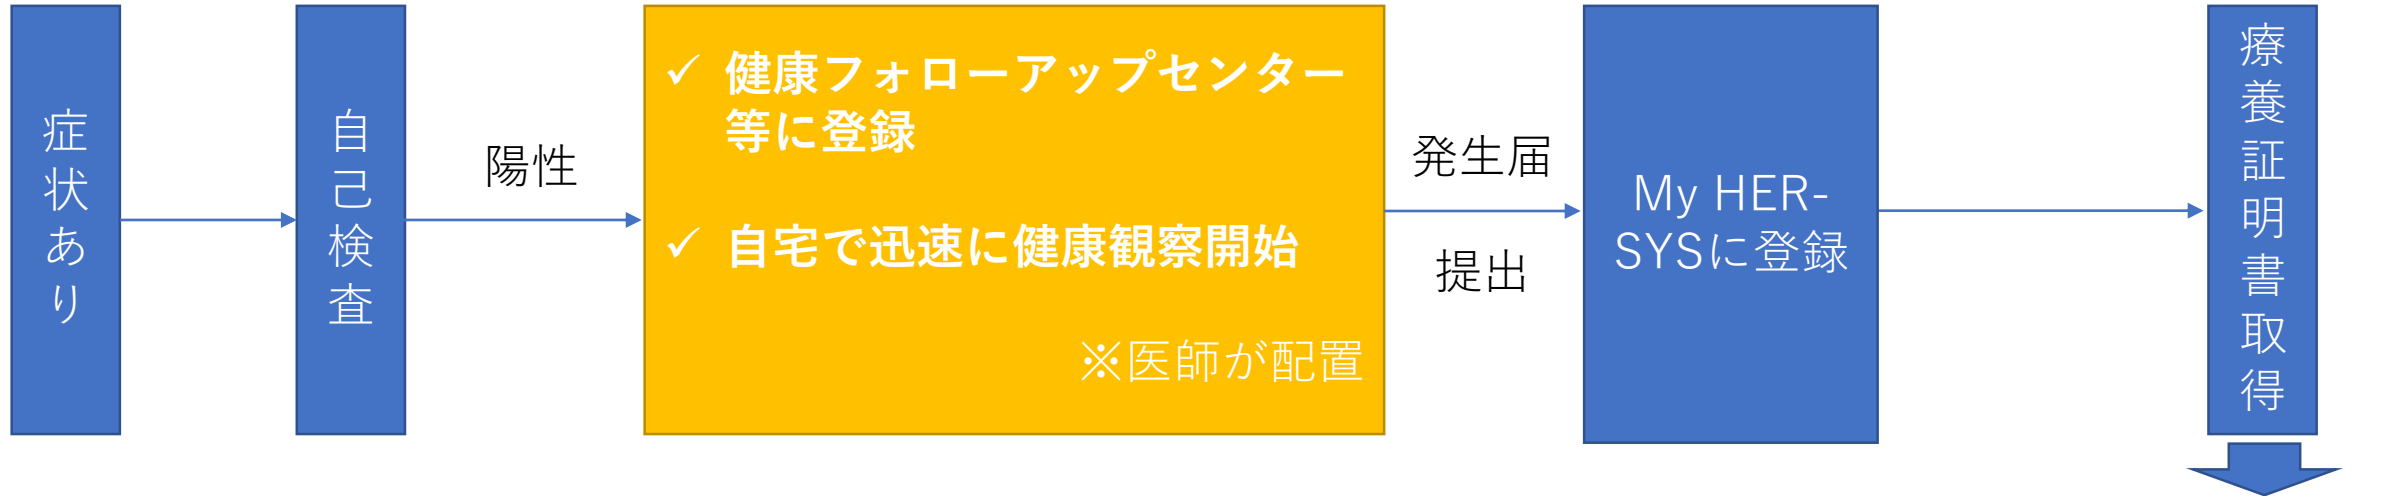 症状あり
自己検査
陽性
✓ 健康フォローアップセンター
等に登録
✓ 自宅で迅速に健康観察開始
※医師が配置
発生届
提出
My HER-
SYSに登録
療養証明書取得